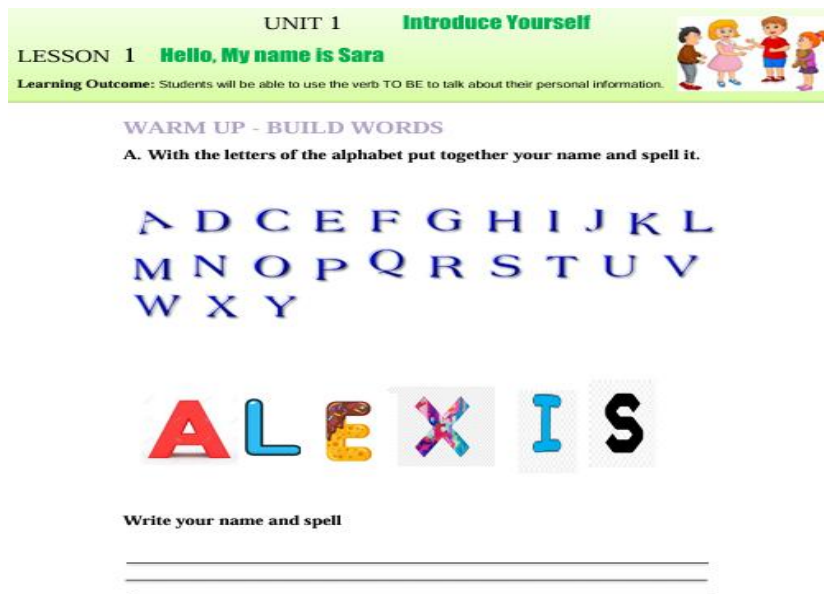 UNIT 1 Introduce Yourself
LESSON 1 Hello, My name is Sara
Learning Outcome: Students will be able to use the verb TO BE to talk about their personal information.
WARM UP - BUILD WORDS
A. With the letters of the alphabet put together your name and spell it.
A D C E F G H I J K L
M N O P Q R S T U V
W X Y
ALEXIS
Write your name and spell